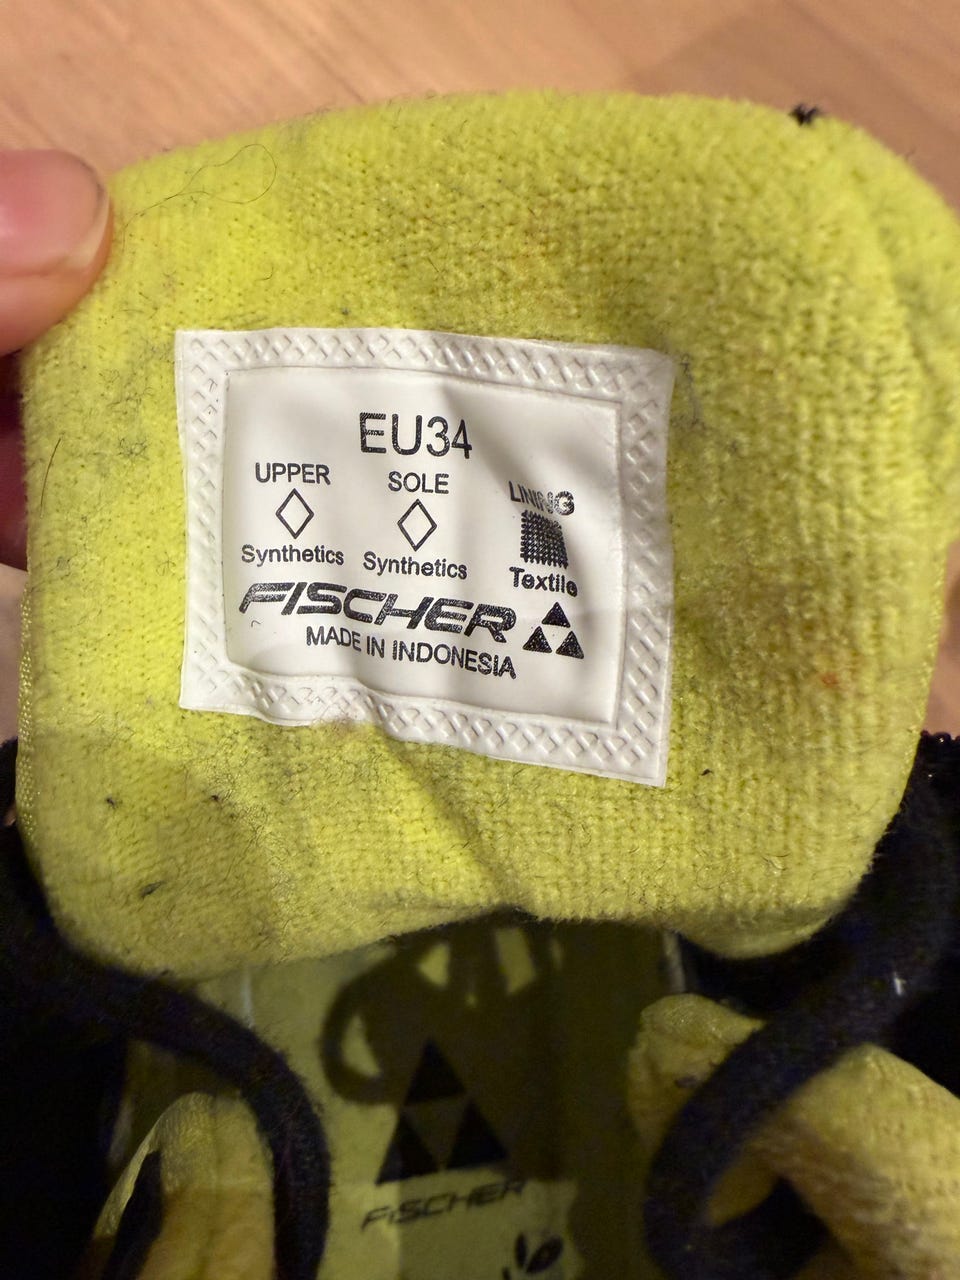 EU34
UPPER SOLE LINING
Synthetics Synthetics Textile
FISCHER
MADE IN INDONESIA
FISCHER